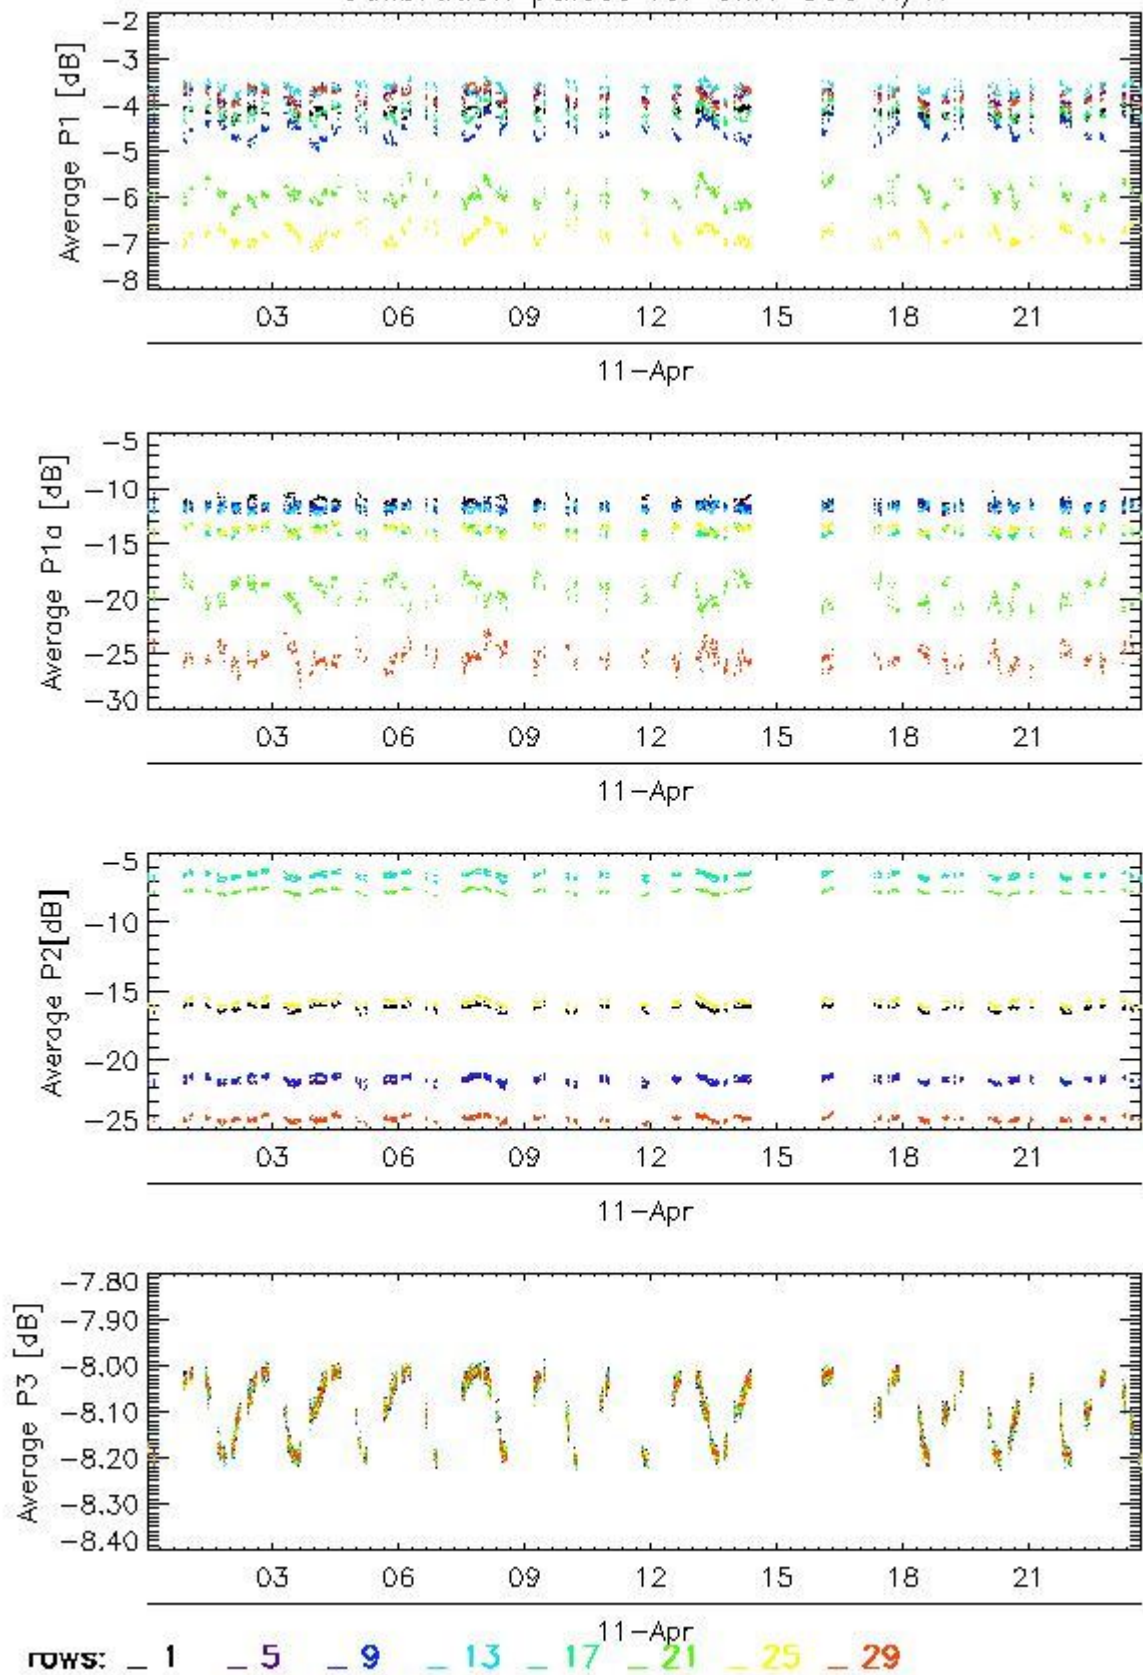 -2
-3
-4
-5
-6
-7
-8
Average P1 [dB]
03 06 09 12 15 18 21
11-Apr
-5
-10
-15
-20
-25
-30
Average P1a [dB]
03 06 09 12 15 18 21
11-Apr
-5
-10
-15
-20
-25
Average P2[dB]
03 06 09 12 15 18 21
11-Apr
-7.80
-7.90
-8.00
-8.10
-8.20
-8.30
-8.40
Average P3 [dB]
03 06 09 12 15 18 21
11-Apr
rows: _ 1 _ 5 _ 9 _ 13 _ 17 _ 21 _ 25 _ 29